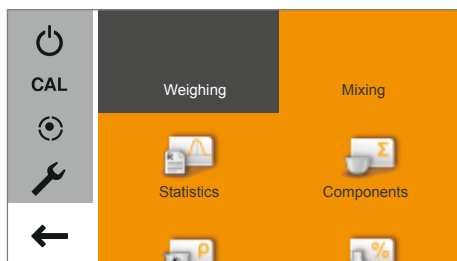 CAL
Weighing
Mixing
Σ
Statistics
Components
ρ
%